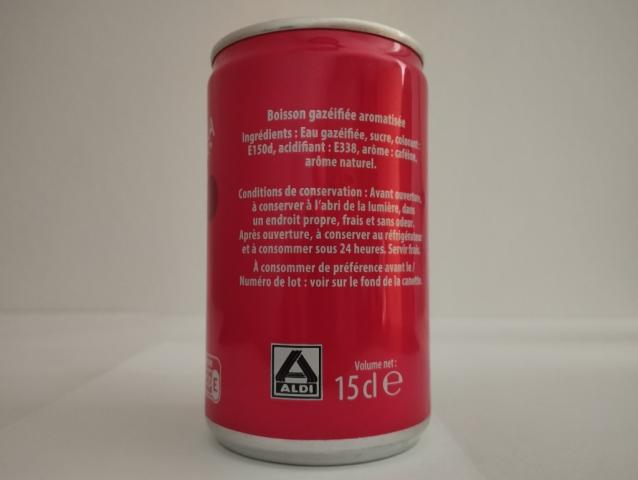 Boisson gazéifiée aromatisée
Ingrédients : Eau gazéifiée, sucre, colorant :
E150d, acidifiant : E338, arôme : caféine,
arôme naturel.
Conditions de conservation : Avant ouverture,
à conserver à l'abri de la lumière, dans
un endroit propre, frais et sans odeur.
Après ouverture, à conserver au réfrigérateur
et à consommer sous 24 heures. Servir frais.
À consommer de préférence avant le /
Numéro de lot : voir sur le fond de la canette.
A
ALDI
Volume net :
15cl e